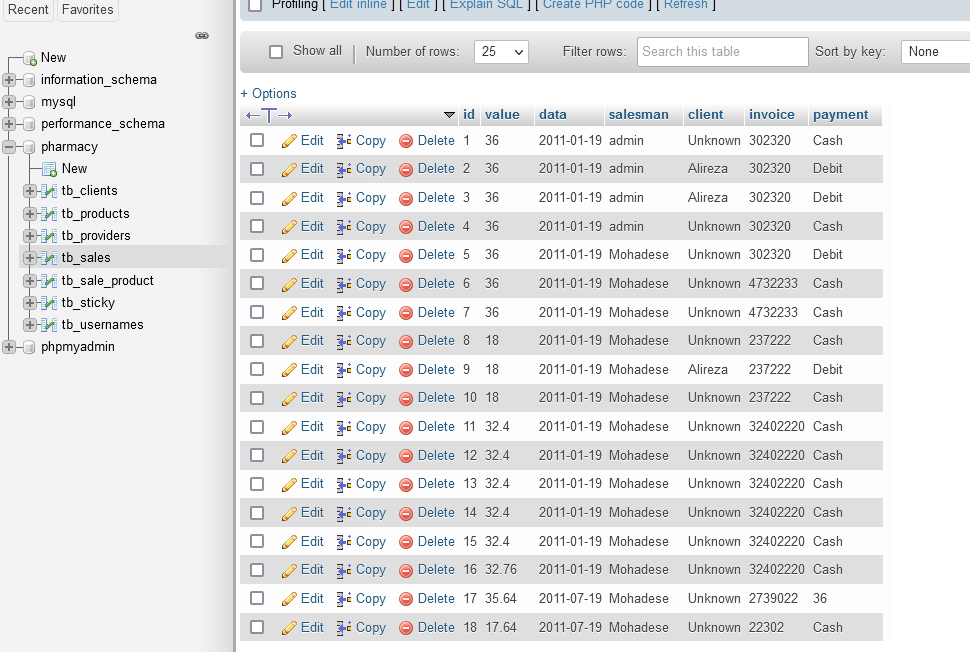 Recent Favorites
New
information_schema
mysql
performance_schema
pharmacy
New
tb_clients
tb_products
tb_providers
tb_sales
tb_sale_product
tb_sticky
tb_usernames
phpmyadmin
Profiling [ Edit inline ] [ Edit ] [ Explain SQL ] [ Create PHP code ] [ Refresh ]
Show all Number of rows: 25 Filter rows: Search this table Sort by key: None
+ Options
←T→ id value data salesman client invoice payment
Edit Copy Delete 1 36 2011-01-19 admin Unknown 302320 Cash
Edit Copy Delete 2 36 2011-01-19 admin Alireza 302320 Debit
Edit Copy Delete 3 36 2011-01-19 admin Alireza 302320 Debit
Edit Copy Delete 4 36 2011-01-19 admin Unknown 302320 Cash
Edit Copy Delete 5 36 2011-01-19 Mohadese Unknown 302320 Debit
Edit Copy Delete 6 36 2011-01-19 Mohadese Unknown 4732233 Cash
Edit Copy Delete 7 36 2011-01-19 Mohadese Unknown 4732233 Cash
Edit Copy Delete 8 18 2011-01-19 Mohadese Unknown 237222 Cash
Edit Copy Delete 9 18 2011-01-19 Mohadese Alireza 237222 Debit
Edit Copy Delete 10 18 2011-01-19 Mohadese Unknown 237222 Cash
Edit Copy Delete 11 32.4 2011-01-19 Mohadese Unknown 32402220 Cash
Edit Copy Delete 12 32.4 2011-01-19 Mohadese Unknown 32402220 Cash
Edit Copy Delete 13 32.4 2011-01-19 Mohadese Unknown 32402220 Cash
Edit Copy Delete 14 32.4 2011-01-19 Mohadese Unknown 32402220 Cash
Edit Copy Delete 15 32.4 2011-01-19 Mohadese Unknown 32402220 Cash
Edit Copy Delete 16 32.76 2011-01-19 Mohadese Unknown 32402220 Cash
Edit Copy Delete 17 35.64 2011-07-19 Mohadese Unknown 2739022 36
Edit Copy Delete 18 17.64 2011-07-19 Mohadese Unknown 22302 Cash